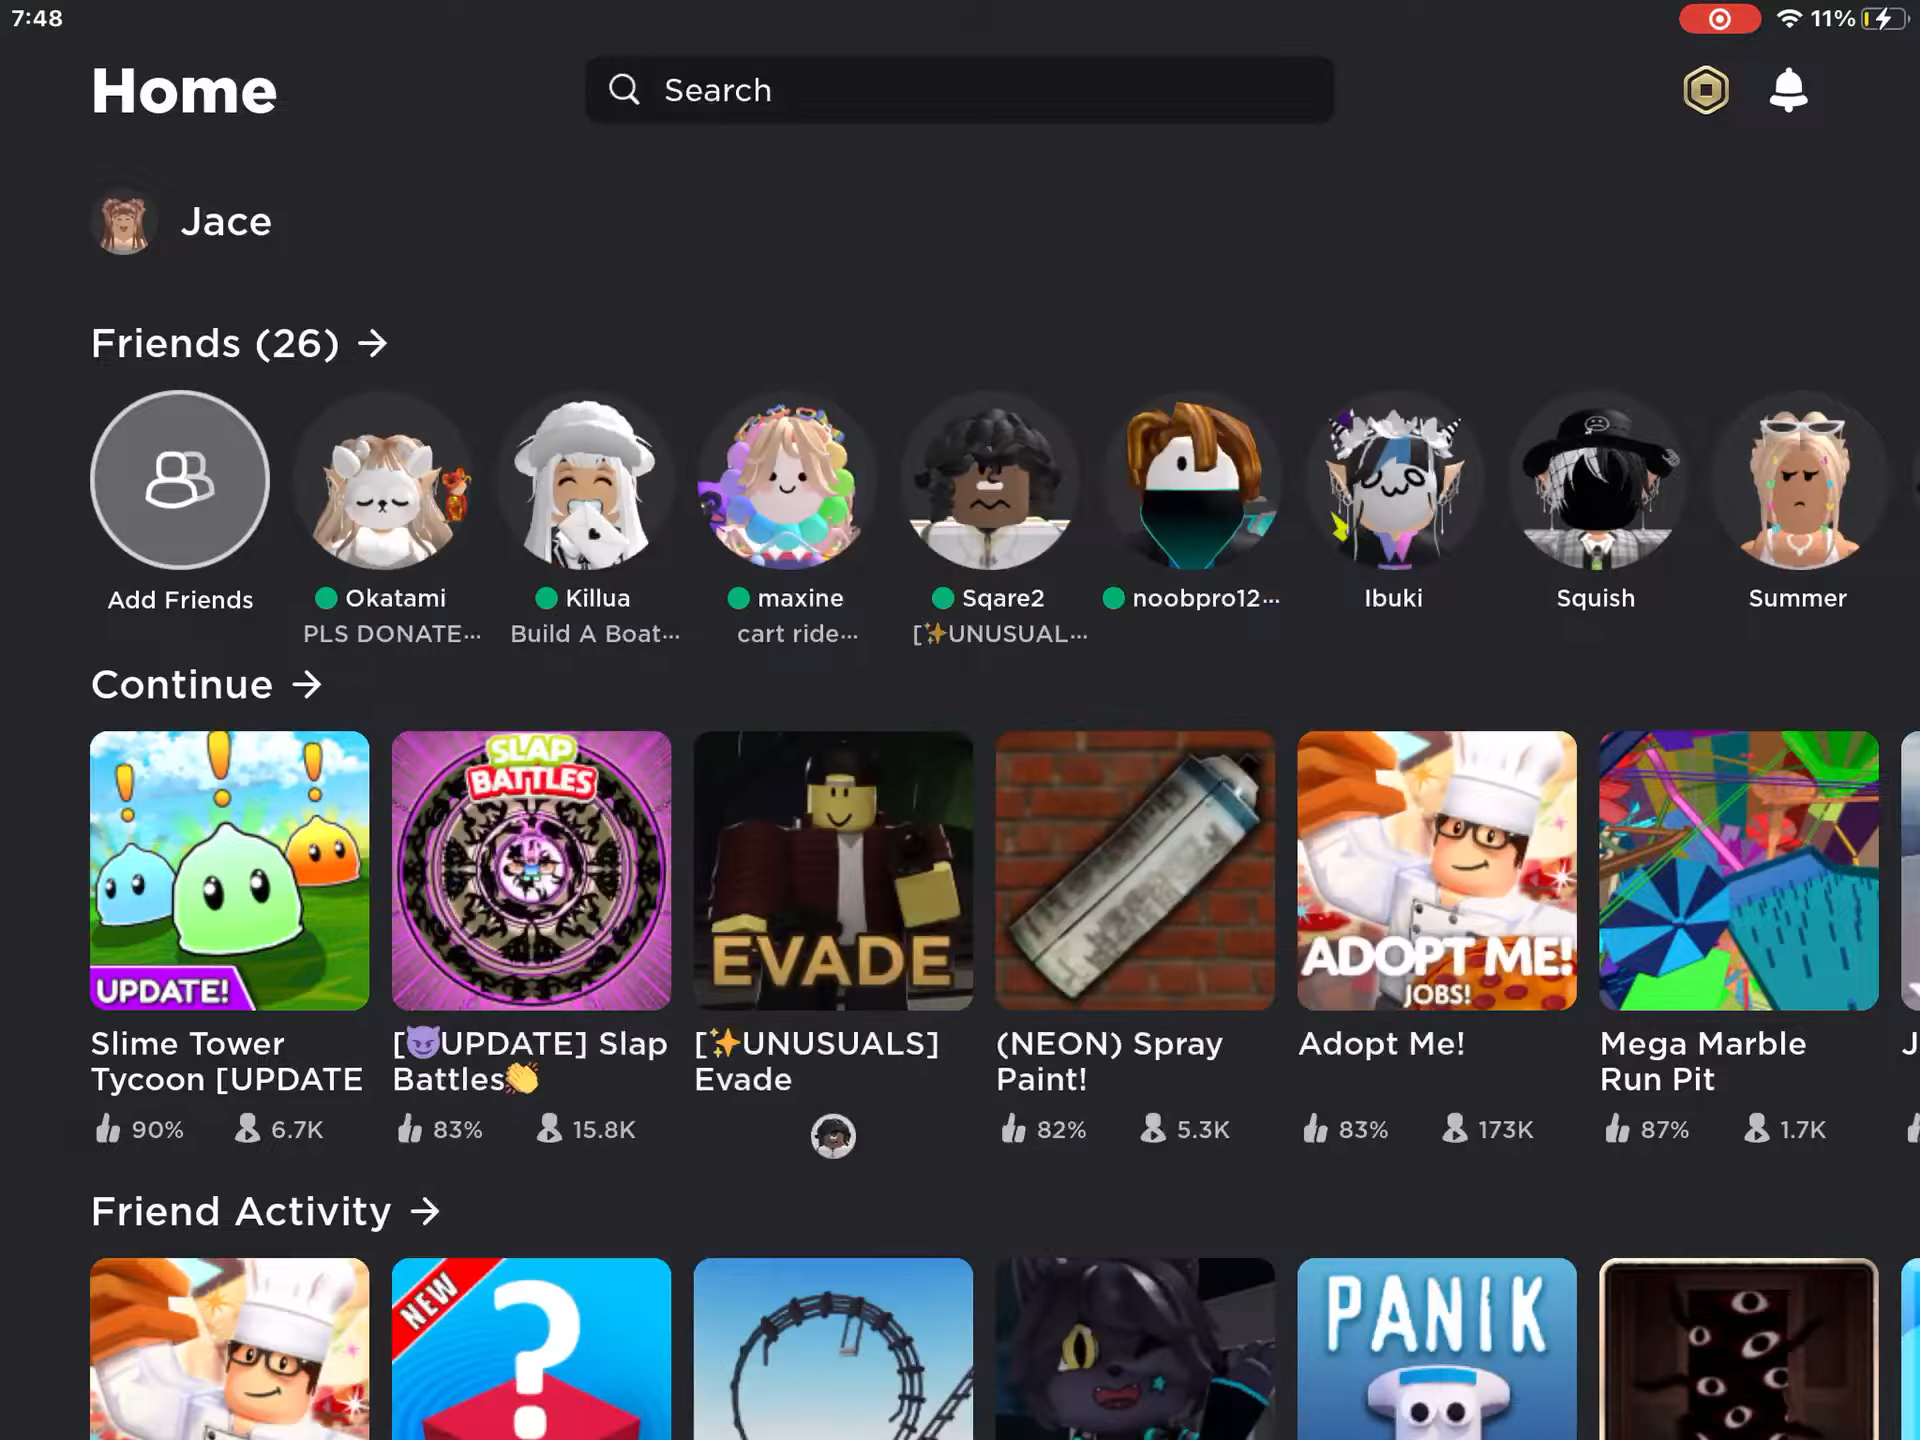 7:48
11%
Home
Search
Jace
Friends (26)
Add Friends
Okatami
Killua
maxine
Sqare2
noobpro12...
Ibuki
Squish
Summer
PLS DONATE...
Build A Boat...
cart ride...
[✨UNUSUAL...
Continue
UPDATE!
SLAP
BATTLES
EVADE
ADOPT ME!
JOBS!
Slime Tower
Tycoon [UPDATE
[😈UPDATE] Slap
Battles👏
[✨UNUSUALS]
Evade
(NEON) Spray
Paint!
Adopt Me!
Mega Marble
Run Pit
J
90%
6.7K
83%
15.8K
82%
5.3K
83%
173K
87%
1.7K
Friend Activity
NEW
?
PANIK